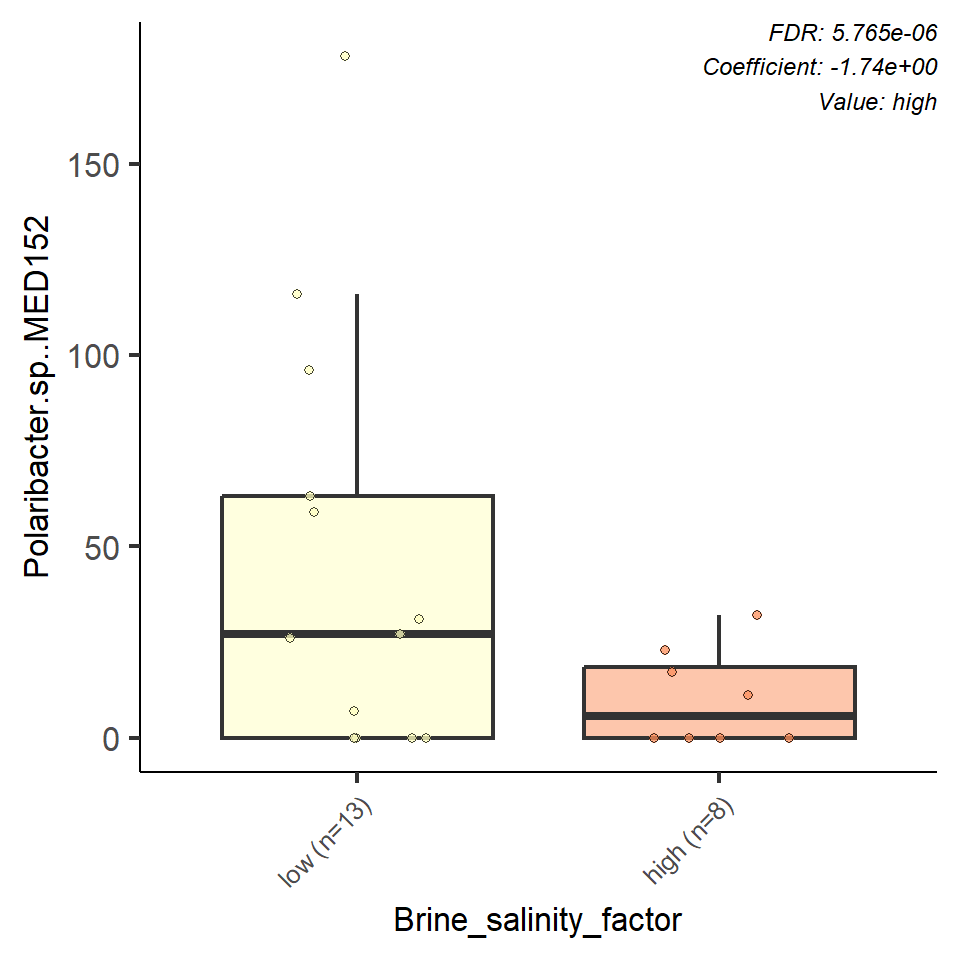 FDR: 5.765e-06
Coefficient: -1.74e+00
Value: high
150
100
50
0
Polaribacter.sp..MED152
low (n=13)
high (n=8)
Brine_salinity_factor